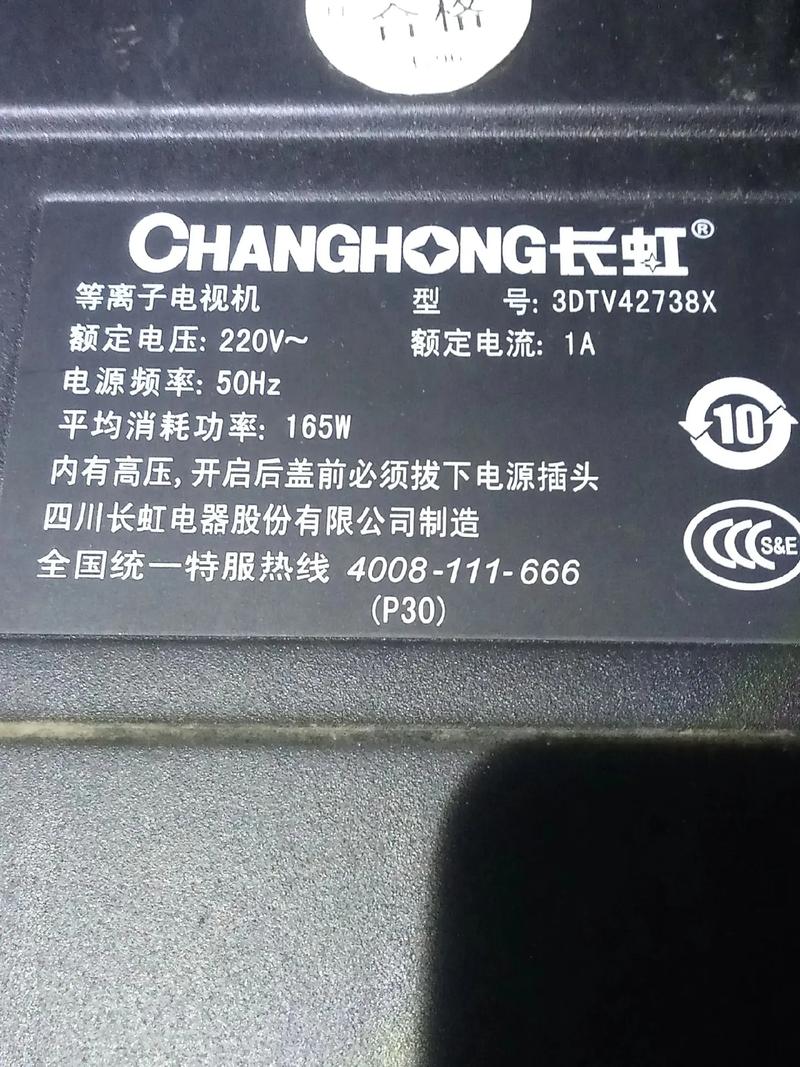 合格
CHANGHONG长虹®
等离子电视机 型 号: 3DTV42738X
额定电压: 220V～ 额定电流: 1A
电源频率: 50Hz
平均消耗功率: 165W
10
内有高压,开启后盖前必须拔下电源插头
四川长虹电器股份有限公司制造
CCC S&E
全国统一特服热线 4008-111-666
(P30)